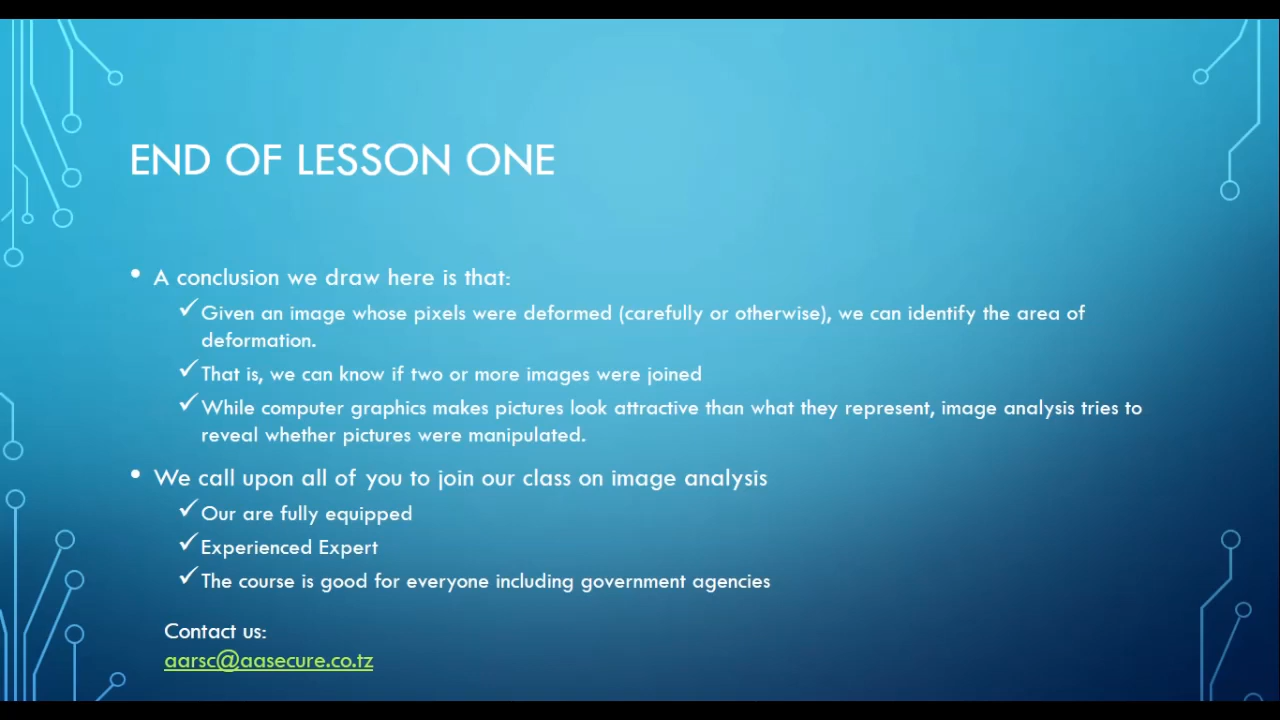 END OF LESSON ONE
• A conclusion we draw here is that:
✓ Given an image whose pixels were deformed (carefully or otherwise), we can identify the area of
deformation.
✓ That is, we can know if two or more images were joined
✓ While computer graphics makes pictures look attractive than what they represent, image analysis tries to
reveal whether pictures were manipulated.
• We call upon all of you to join our class on image analysis
✓ Our are fully equipped
✓ Experienced Expert
✓ The course is good for everyone including government agencies
Contact us:
aarsc@aasecure.co.tz